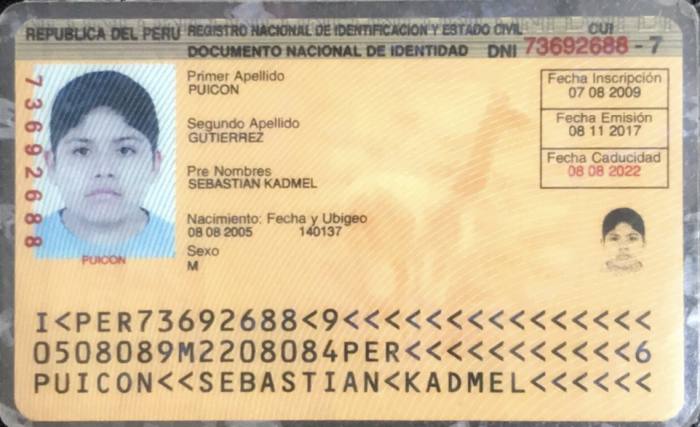 REPUBLICA DEL PERU REGISTRO NACIONAL DE IDENTIFICACION Y ESTADO CIVIL CUI
DOCUMENTO NACIONAL DE IDENTIDAD DNI 73692688 - 7
73692688
Primer Apellido
PUICON
Segundo Apellido
GUTIERREZ
Pre Nombres
SEBASTIAN KADMEL
Nacimiento: Fecha y Ubigeo
08 08 2005 140137
Sexo
M
Fecha Inscripción
07 08 2009
Fecha Emisión
08 11 2017
Fecha Caducidad
08 08 2022
PUICON
I<PER73692688<9<<<<<<<<<<<<<<<
0508089M2208084PER<<<<<<<<<<<6
PUICON<<SEBASTIAN<KADMEL<<<<<<